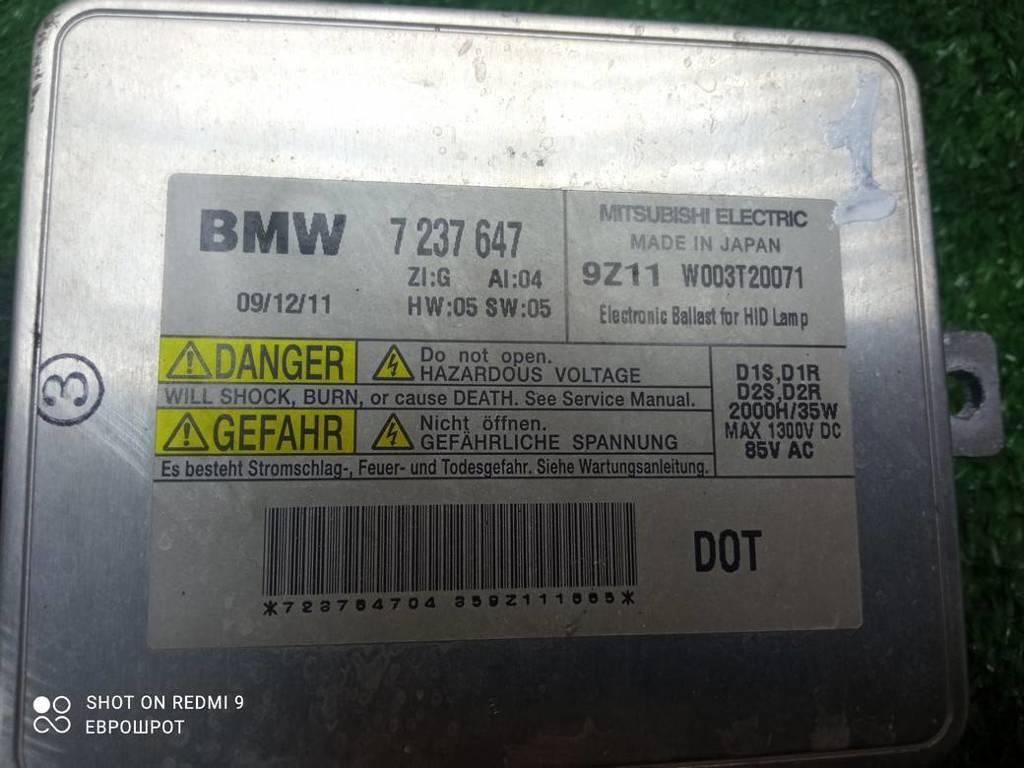 BMW 7 237 647
ZI:G AI:04
09/12/11 HW:05 SW:05
MITSUBISHI ELECTRIC
MADE IN JAPAN
9Z11 W003T20071
Electronic Ballast for HID Lamp
DANGER
Do not open.
HAZARDOUS VOLTAGE
WILL SHOCK, BURN, or cause DEATH. See Service Manual.
GEFAHR
Nicht öffnen.
GEFÄHRLICHE SPANNUNG
Es besteht Stromschlag-, Feuer- und Todesgefahr. Siehe Wartungsanleitung.
D1S,D1R
D2S,D2R
2000H/35W
MAX 1300V DC
85V AC
*723764704 359Z111665*
DOT
3
SHOT ON REDMI 9
ЕВРОШРОТ